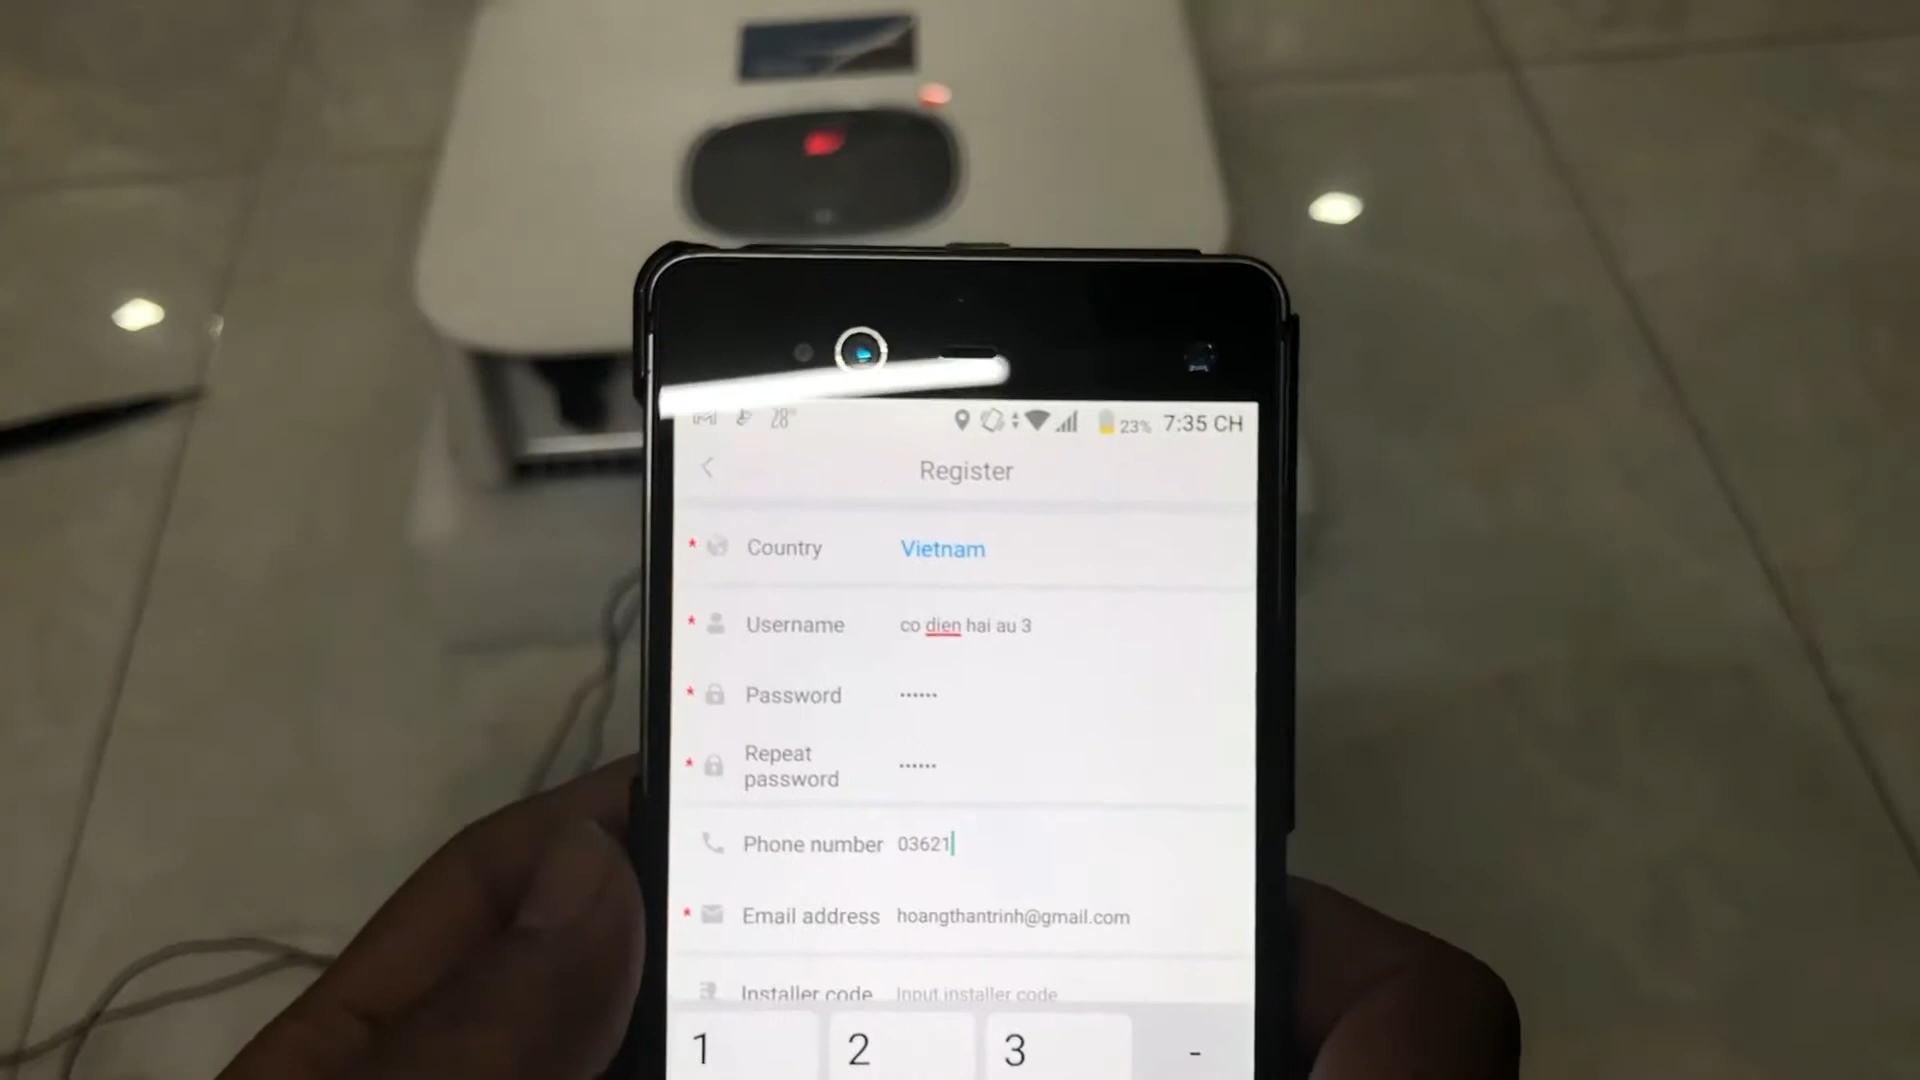 28° 23% 7:35 CH
Register
* Country Vietnam
* Username co dien hai au 3
* Password ······
* Repeat password ······
Phone number 03621
* Email address hoangthantrinh@gmail.com
Installer code Input installer code
1 2 3 -